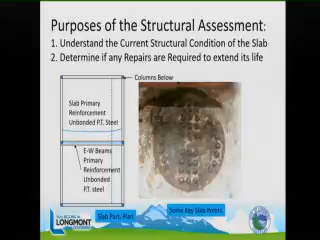 Purposes of the Structural Assessment:
1. Understand the Current Structural Condition of the Slab
2. Determine if any Repairs are Required to extend its life
Columns Below
Slab Primary
Reinforcement
Unbonded P.T. Steel
E-W Beams
Primary
Reinforcement
Unbonded
P.T. steel
Slab Part. Plan
Some Key Slab Points
LONGMONT